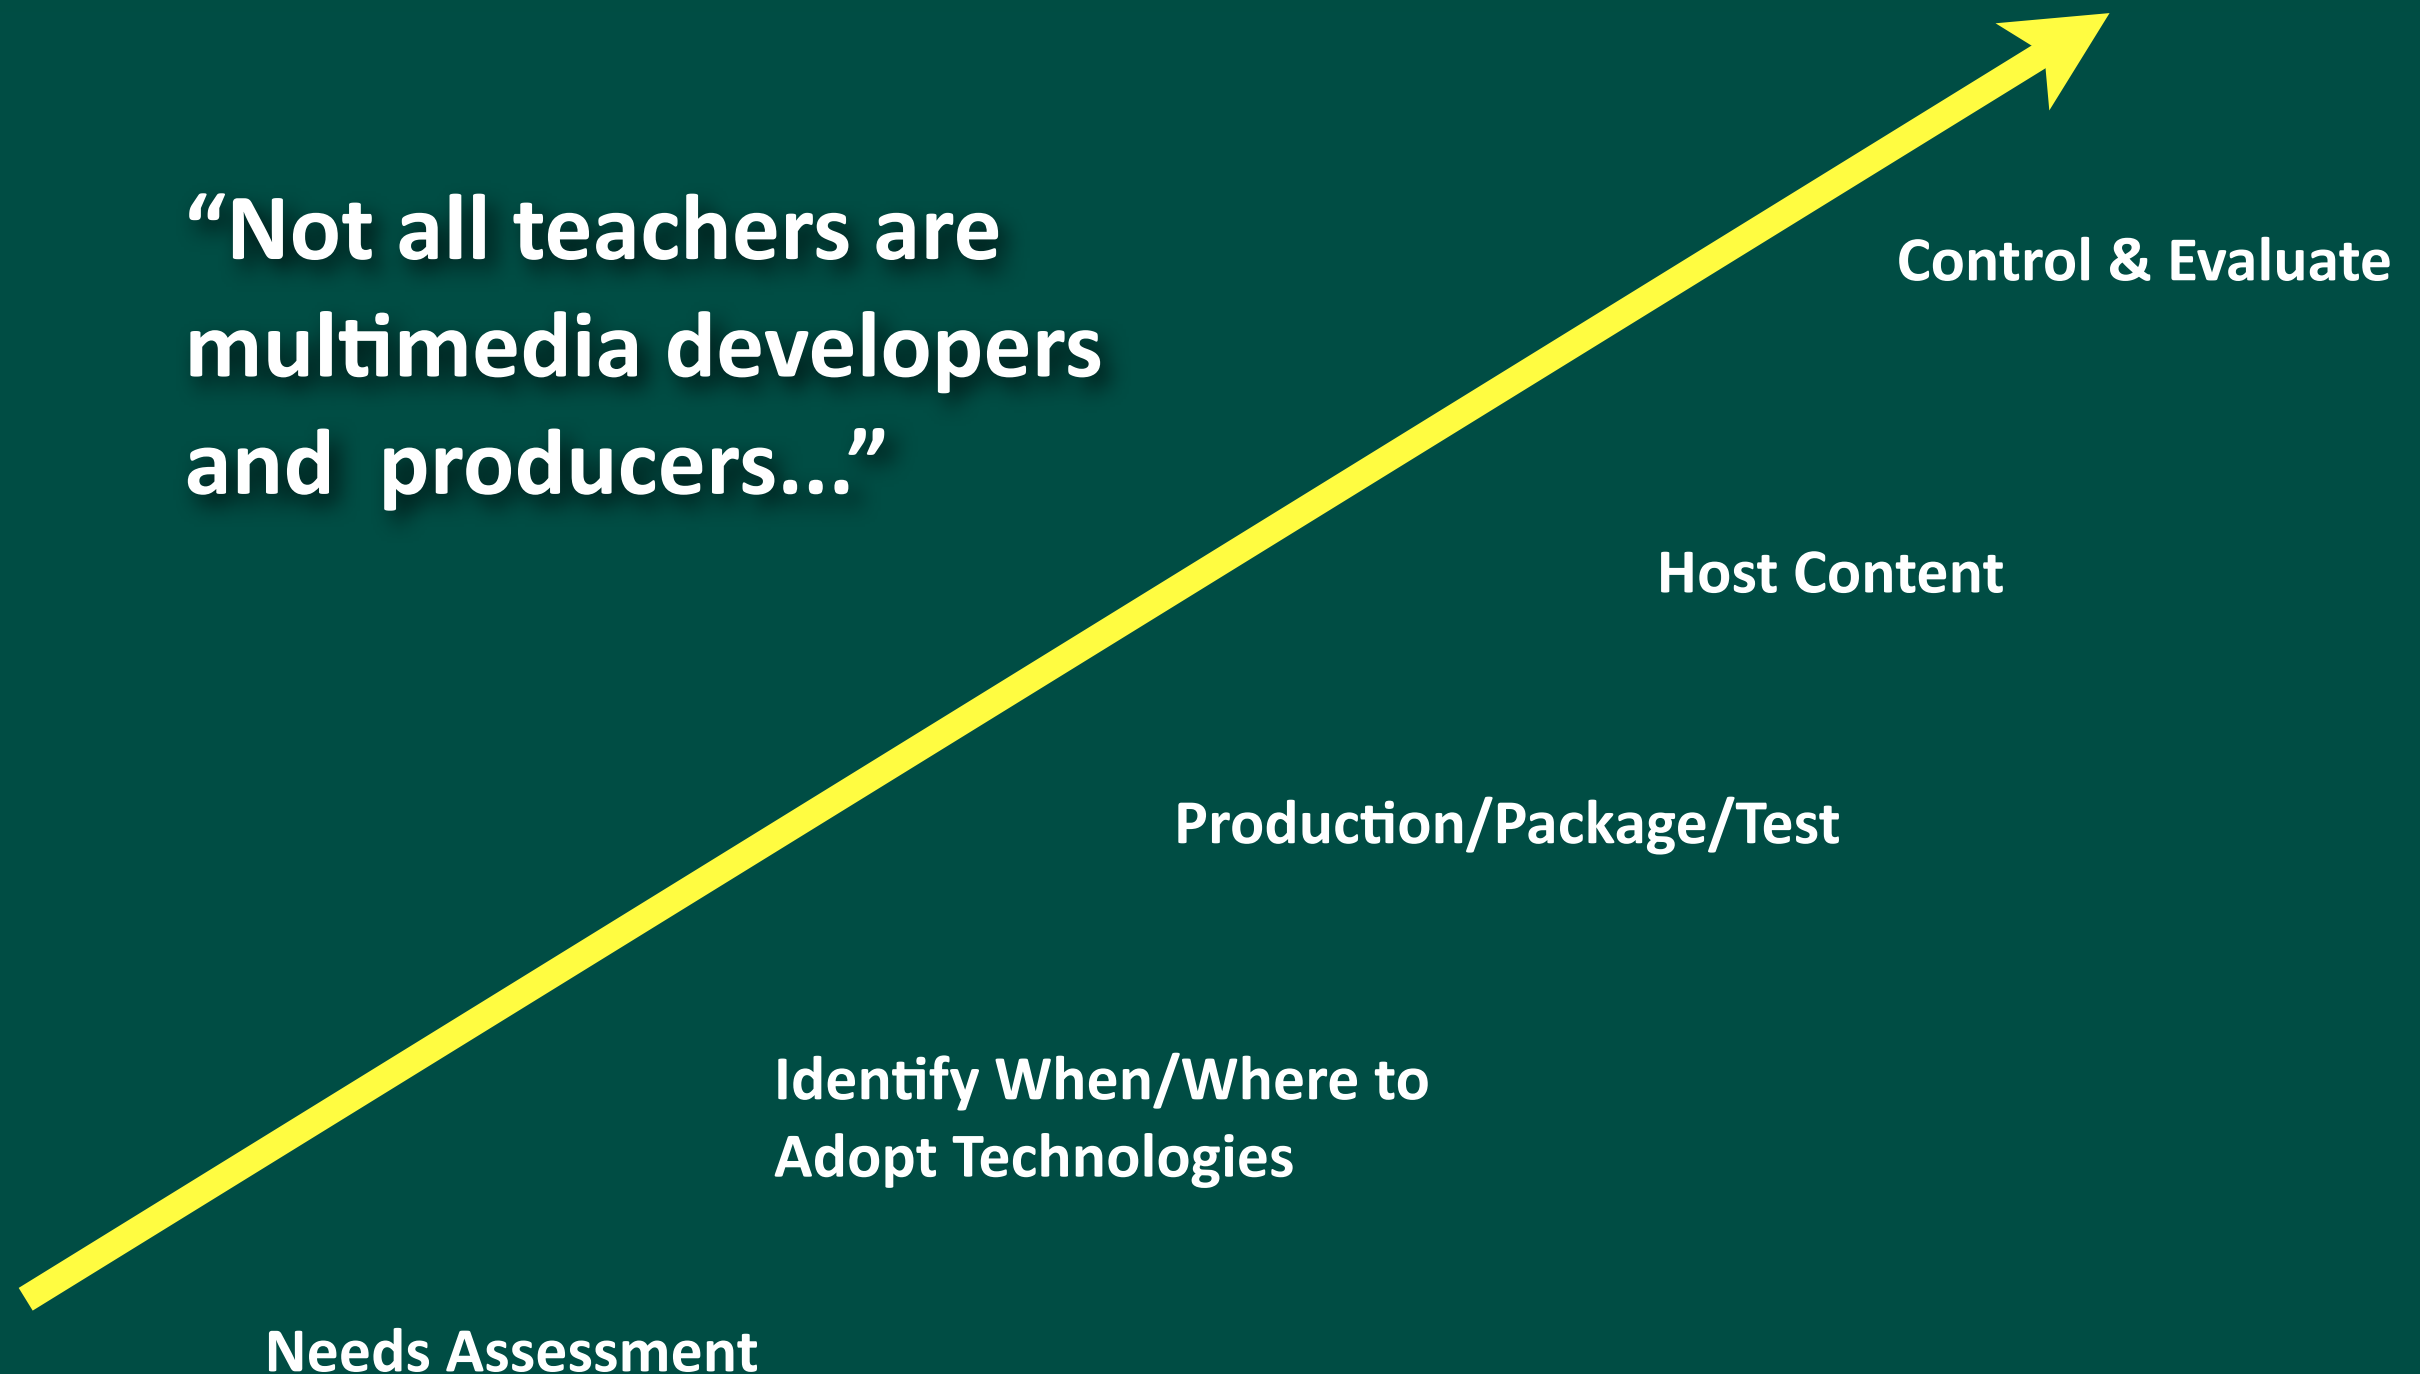 “Not all teachers are
multimedia developers
and  producers...”
Control & Evaluate
Host Content
Production/Package/Test
Identify When/Where to
Adopt Technologies
Needs Assessment